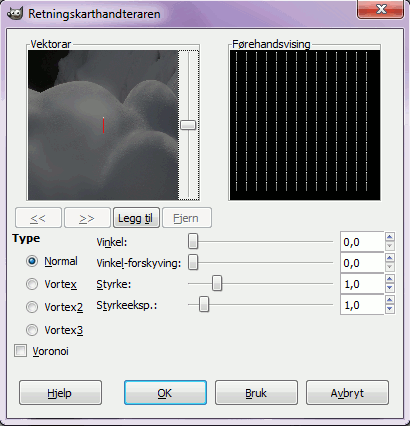 Retningskarthandteraren
Vektorar
Førehandsvising
<<
>>
Legg til
Fjern
Type
Normal
Vortex
Vortex2
Vortex3
Voronoi
Vinkel:
0,0
Vinkel-forskyving:
0,0
Styrke:
1,0
Styrkeeksp.:
1,0
Hjelp
OK
Bruk
Avbryt